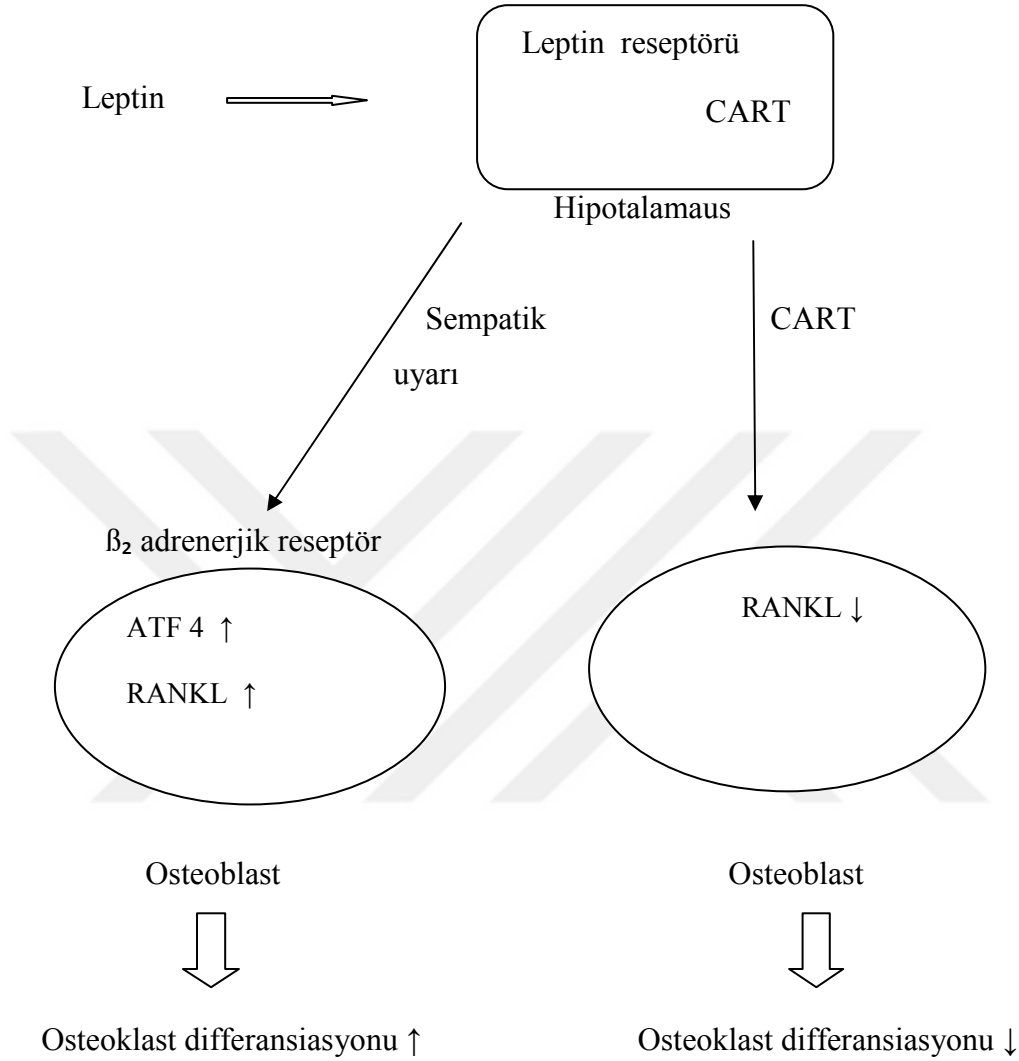 Leptin reseptörü
Leptin
CART
Hipotalamaus
Sempatik
uyarı
CART
ß₂ adrenerjik reseptör
ATF 4 ↑
RANKL ↑
RANKL ↓
Osteoblast
Osteoblast
Osteoklast differansiasyonu ↑
Osteoklast differansiasyonu ↓